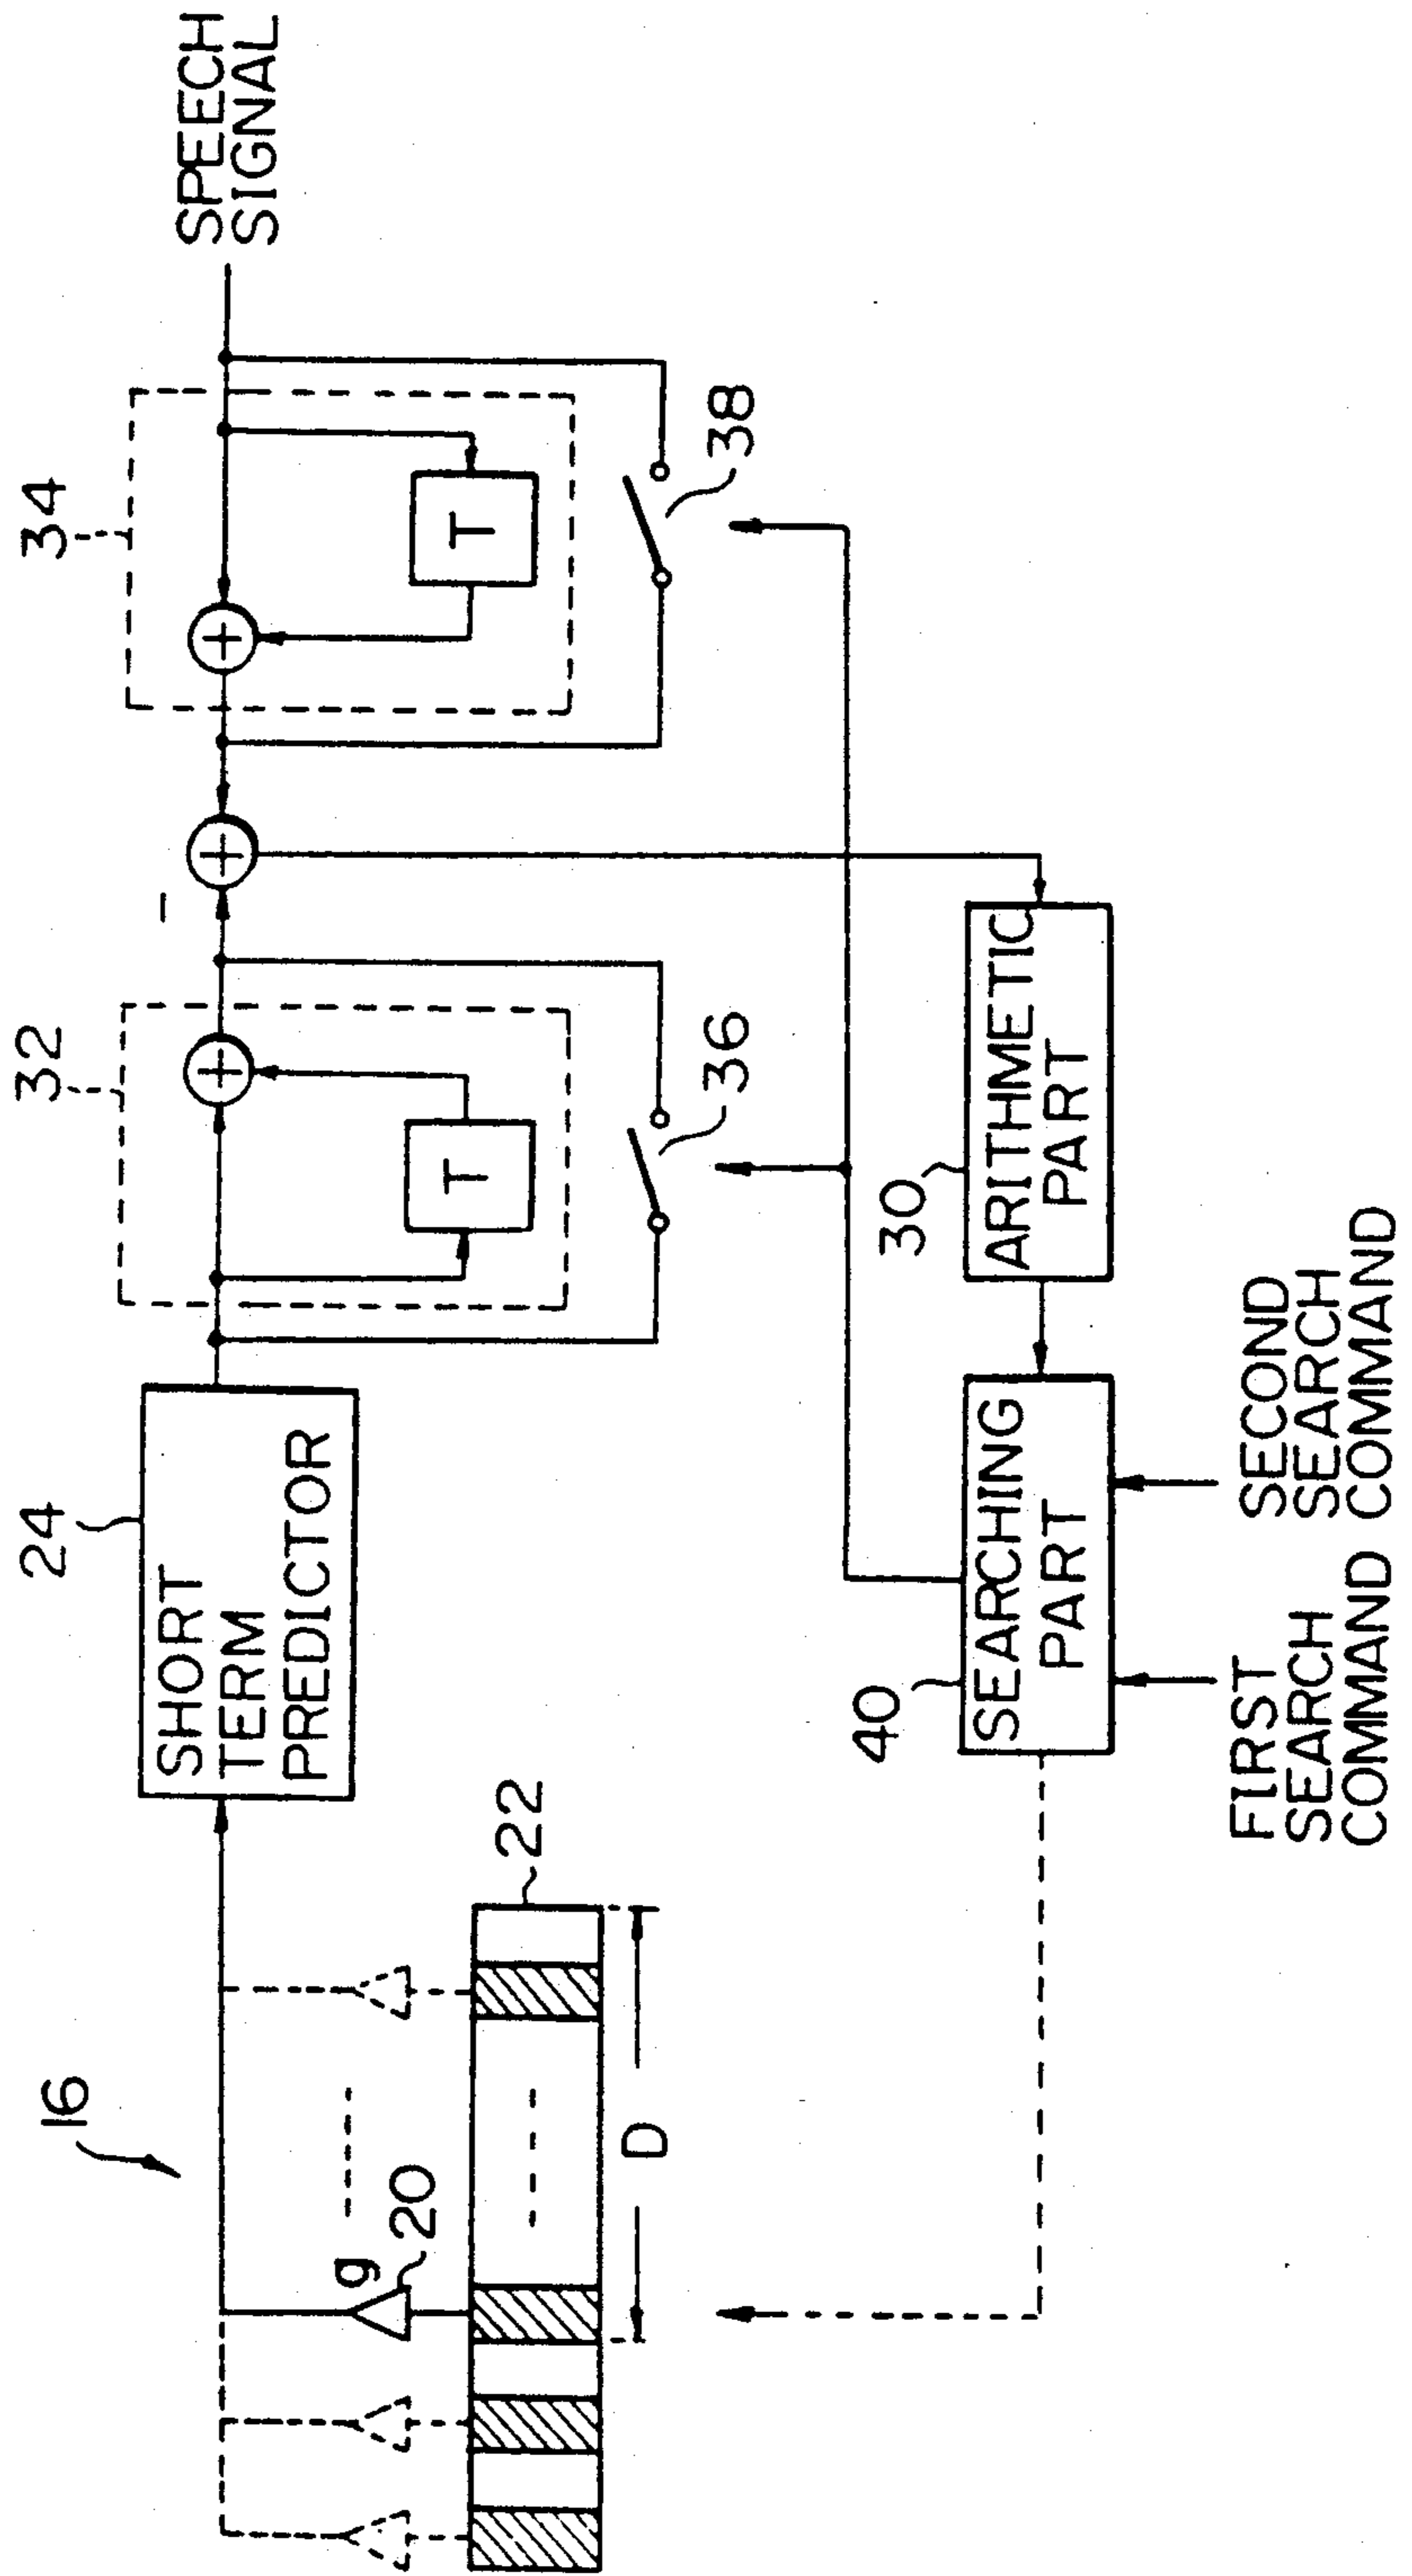 16
g
20
22
D
24
SHORT
TERM
PREDICTOR
32
+
T
36
−
+
34
+
T
38
SPEECH
SIGNAL
40
SEARCHING
PART
30
ARITHMETIC
PART
FIRST
SEARCH
COMMAND
SECOND
SEARCH
COMMAND